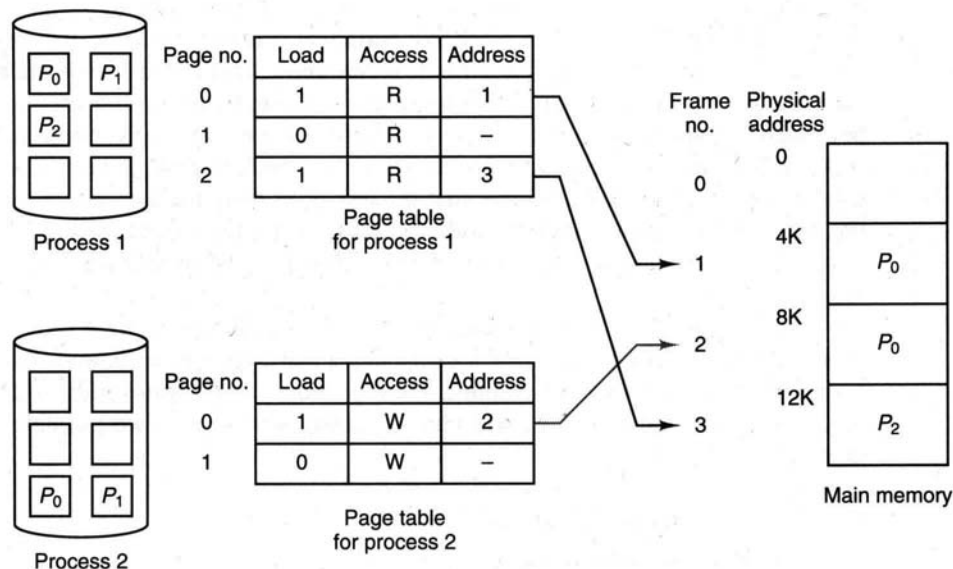 P0 P1
P2
Process 1
Page no. Load Access Address
0 1 R 1
1 0 R –
2 1 R 3
Page table
for process 1
Frame no. Physical address
0
0
4K
1 P0
8K
2 P0
12K
3 P2
Main memory
P0 P1
Process 2
Page no. Load Access Address
0 1 W 2
1 0 W –
Page table
for process 2